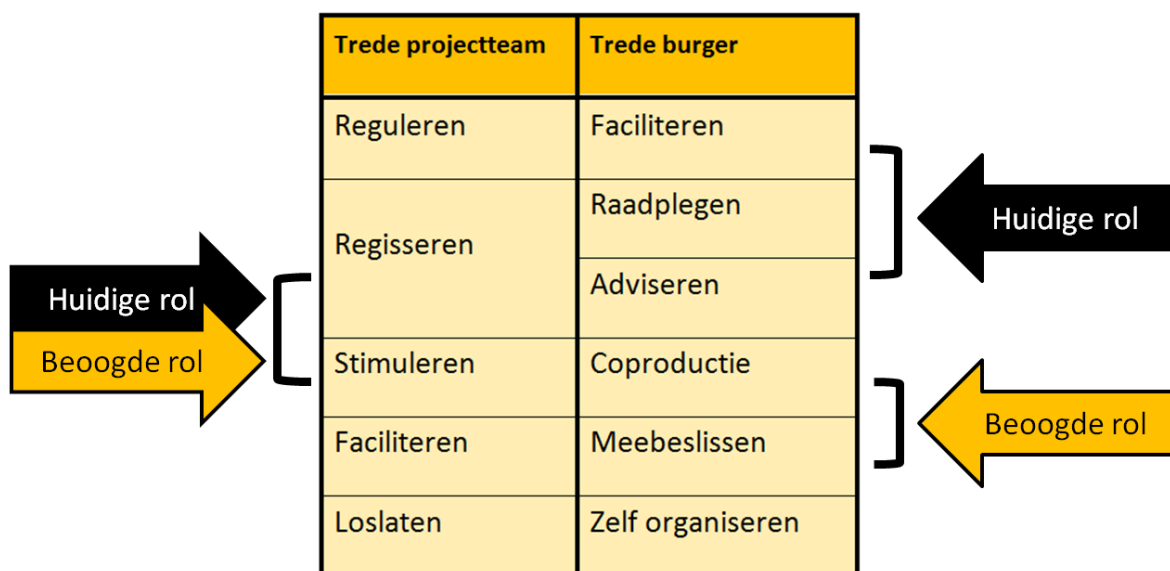 Trede projectteam
Trede burger
Reguleren
Faciliteren
Regisseren
Raadplegen
Adviseren
Stimuleren
Coproductie
Faciliteren
Meebeslissen
Loslaten
Zelf organiseren
Huidige rol
Beoogde rol
Huidige rol
Beoogde rol